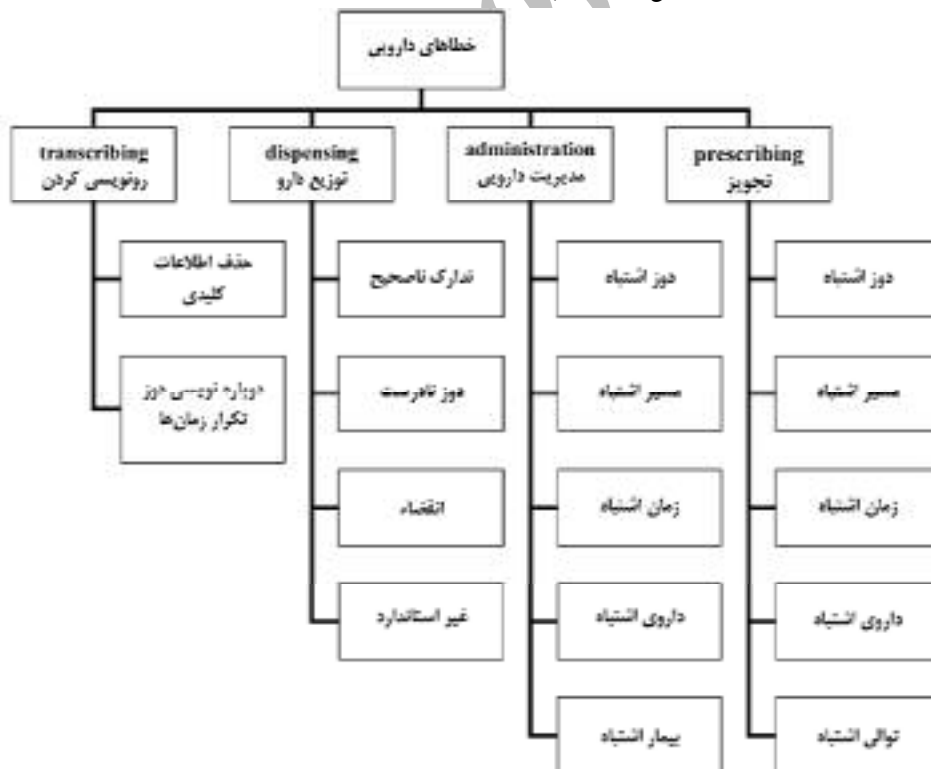 خطاهای دارویی
prescribing
تجویز
دوز اشتباه
مسیر اشتباه
زمان اشتباه
داروی اشتباه
توالی اشتباه
administration
مدیریت دارویی
دوز اشتباه
مسیر اشتباه
زمان اشتباه
داروی اشتباه
بیمار اشتباه
dispensing
توزیع دارو
تدارک ناصحیح
دوز نادرست
انقضاء
غیر استاندارد
transcribing
رونویسی کردن
حذف اطلاعات
کلیدی
دوباره نویسی دوز
تکرار زمان‌ها